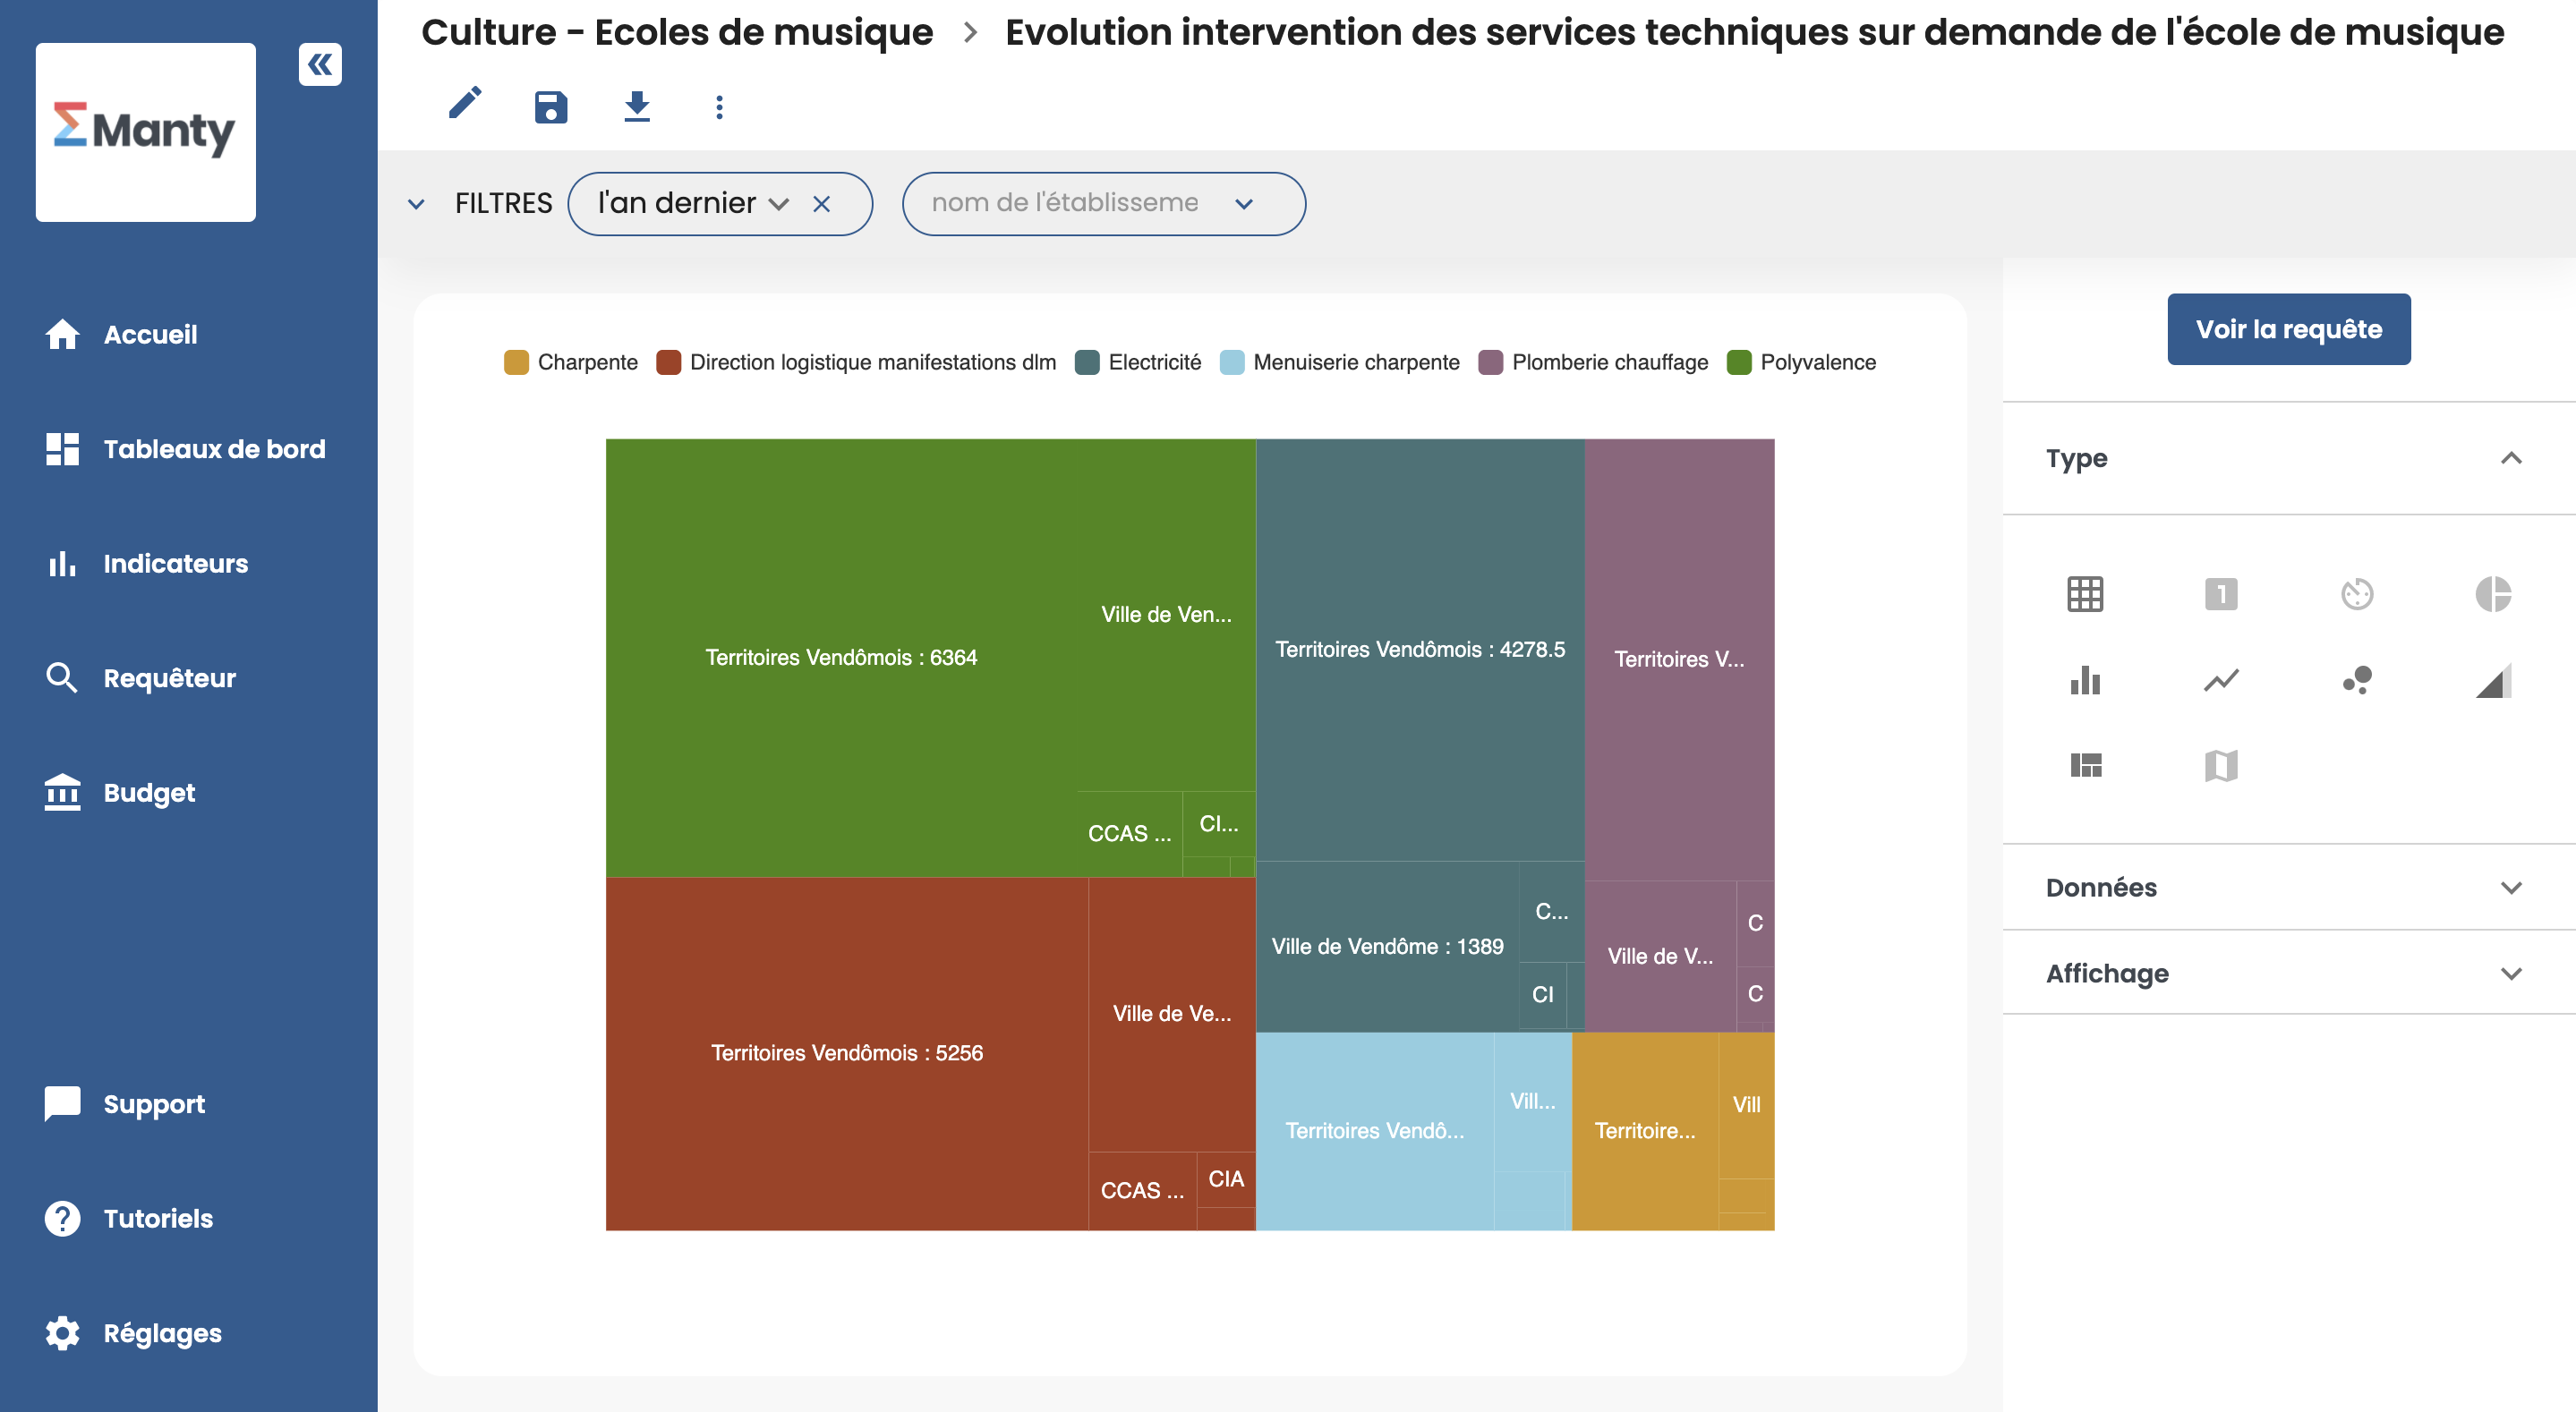 Manty
Accueil
Tableaux de bord
Indicateurs
Requêteur
Budget
Support
Tutoriels
Réglages
Culture - Ecoles de musique > Evolution intervention des services techniques sur demande de l'école de musique
FILTRES l'an dernier nom de l'établisseme
Charpente Direction logistique manifestations dlm Electricité Menuiserie charpente Plomberie chauffage Polyvalence
Territoires Vendômois : 6364
Ville de Ven...
CCAS ...
CI...
Territoires Vendômois : 4278.5
Territoires V...
Ville de Vendôme : 1389
C...
CI
Ville de V...
C
C
Territoires Vendômois : 5256
Ville de Ve...
CCAS ...
CIA
Territoires Vendô...
Vill...
Territoire...
Vill
Voir la requête
Type
1
Données
Affichage